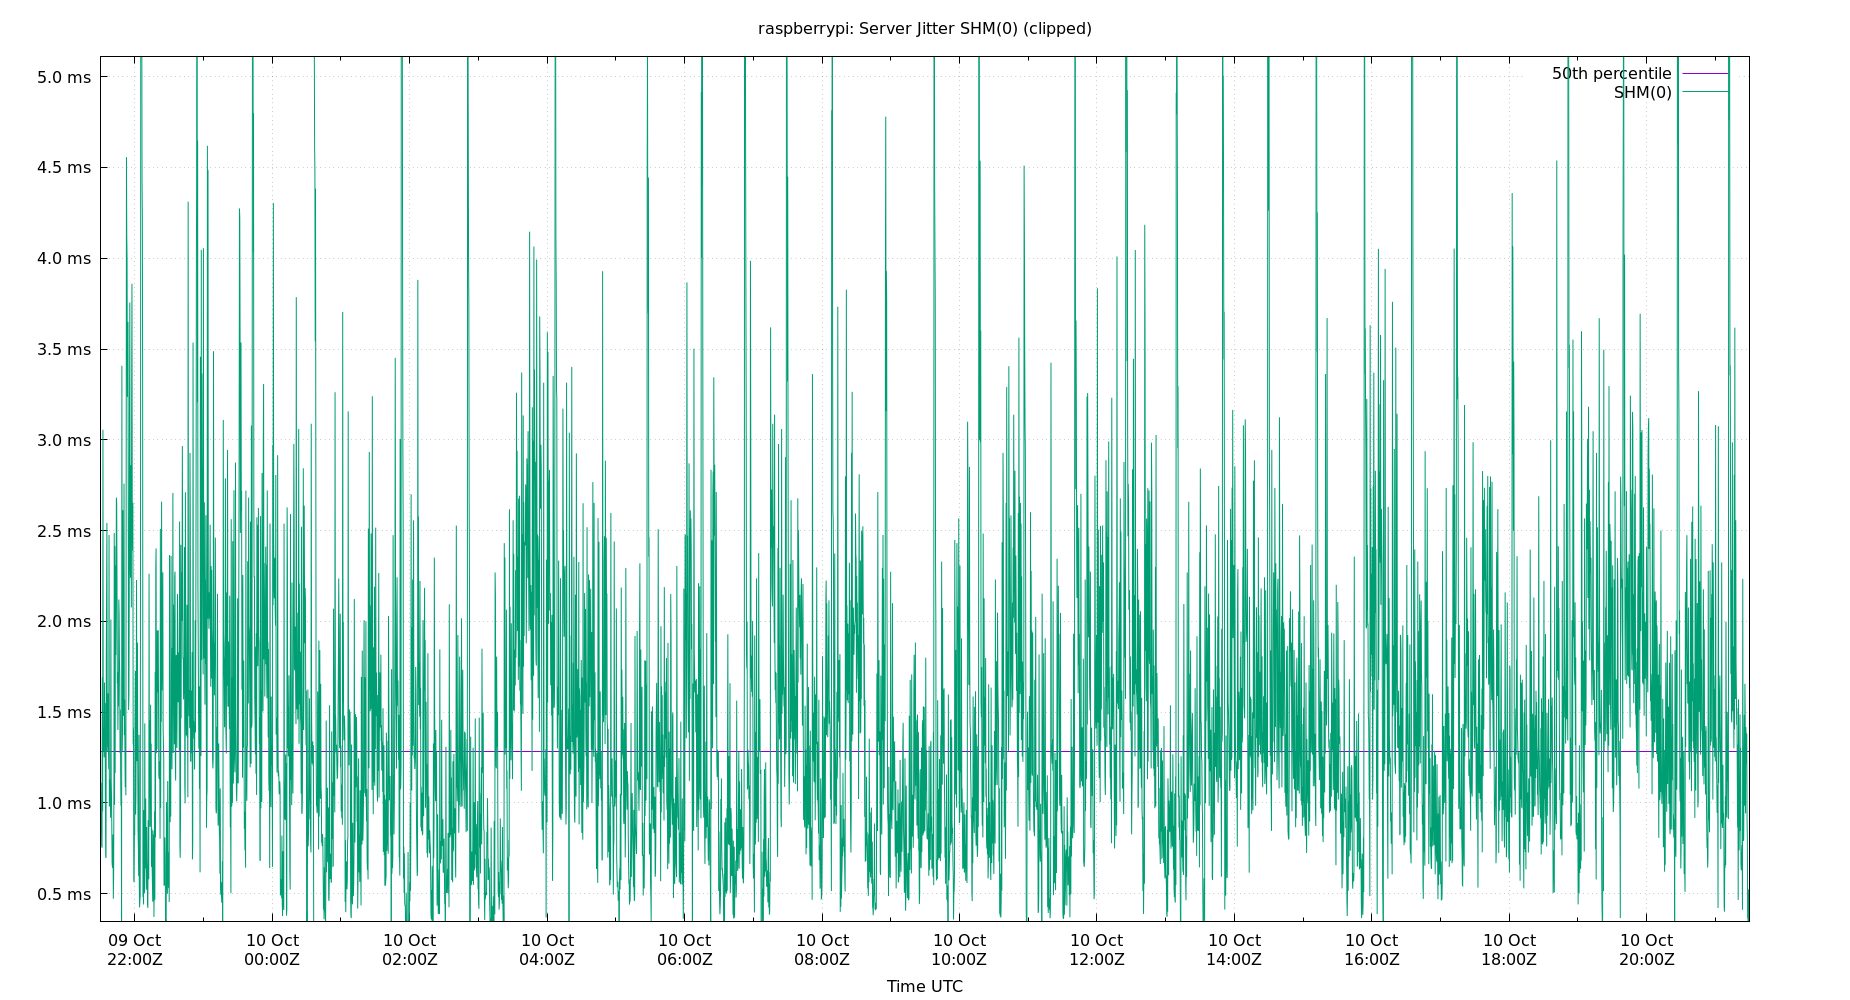 raspberrypi: Server Jitter SHM(0) (clipped)
50th percentile
SHM(0)
5.0 ms
4.5 ms
4.0 ms
3.5 ms
3.0 ms
2.5 ms
2.0 ms
1.5 ms
1.0 ms
0.5 ms
09 Oct 10 Oct 10 Oct 10 Oct 10 Oct 10 Oct 10 Oct 10 Oct 10 Oct 10 Oct 10 Oct 10 Oct
22:00Z 00:00Z 02:00Z 04:00Z 06:00Z 08:00Z 10:00Z 12:00Z 14:00Z 16:00Z 18:00Z 20:00Z
Time UTC